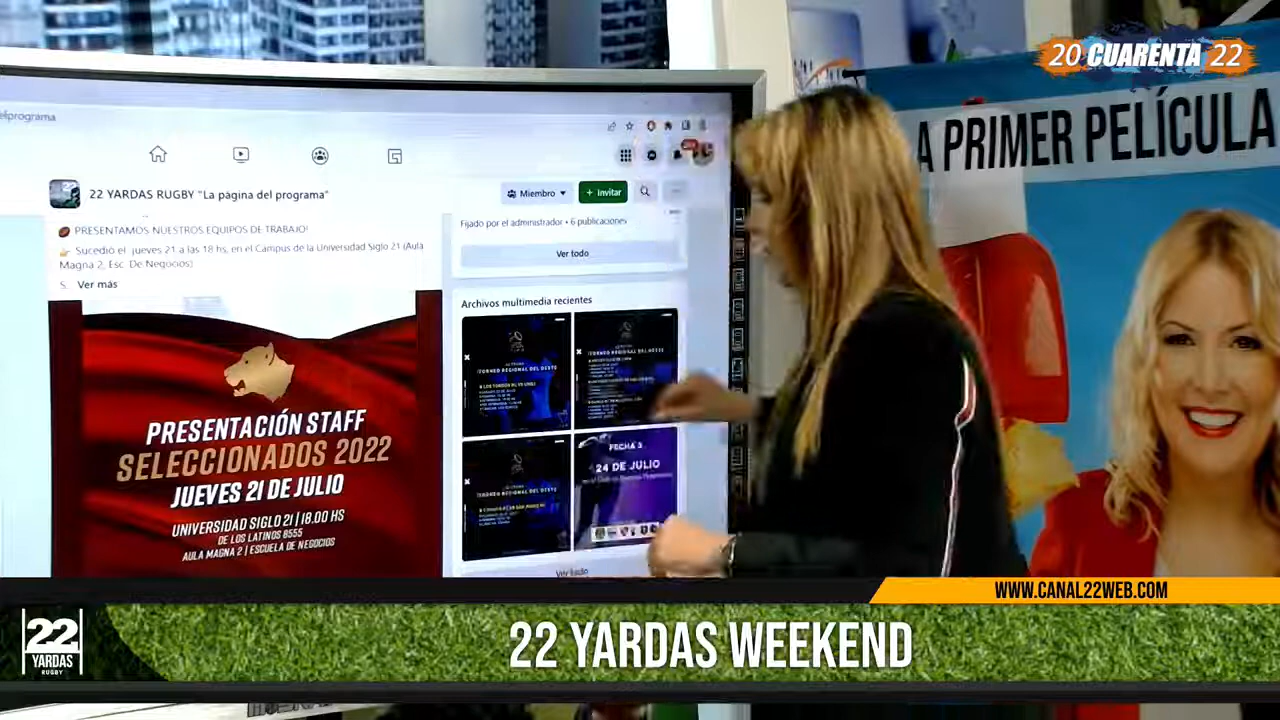 20 CUARENTA 22
A PRIMER PELÍCULA
elprograma
22 YARDAS RUGBY "La página del programa"
Miembro
+ Invitar
PRESENTAMOS NUESTROS EQUIPOS DE TRABAJO!
Sucedió el jueves 21 a las 18 hs, en el Campus de la Universidad Siglo 21 (Aula
Magna 2, Esc. De Negocios)
Ver más
Fijado por el administrador • 6 publicaciones
Ver todo
Archivos multimedia recientes
TORNEO REGIONAL DEL OESTE
TORNEO REGIONAL DEL OESTE
TORNEO REGIONAL DEL OESTE
FECHA 3
24 DE JULIO
Ver todo
PRESENTACIÓN STAFF
SELECCIONADOS 2022
JUEVES 21 DE JULIO
UNIVERSIDAD SIGLO 21 | 18.00 HS
DE LOS LATINOS 8555
AULA MAGNA 2 | ESCUELA DE NEGOCIOS
WWW.CANAL22WEB.COM
22
YARDAS
RUGBY
22 YARDAS WEEKEND